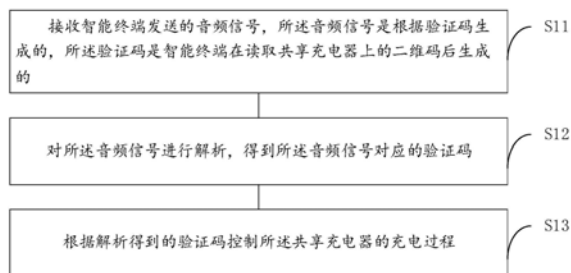 接收智能终端发送的音频信号，所述音频信号是根据验证码生
成的，所述验证码是智能终端在读取共享充电器上的二维码后生成
的
S11
对所述音频信号进行解析，得到所述音频信号对应的验证码
S12
根据解析得到的验证码控制所述共享充电器的充电过程
S13